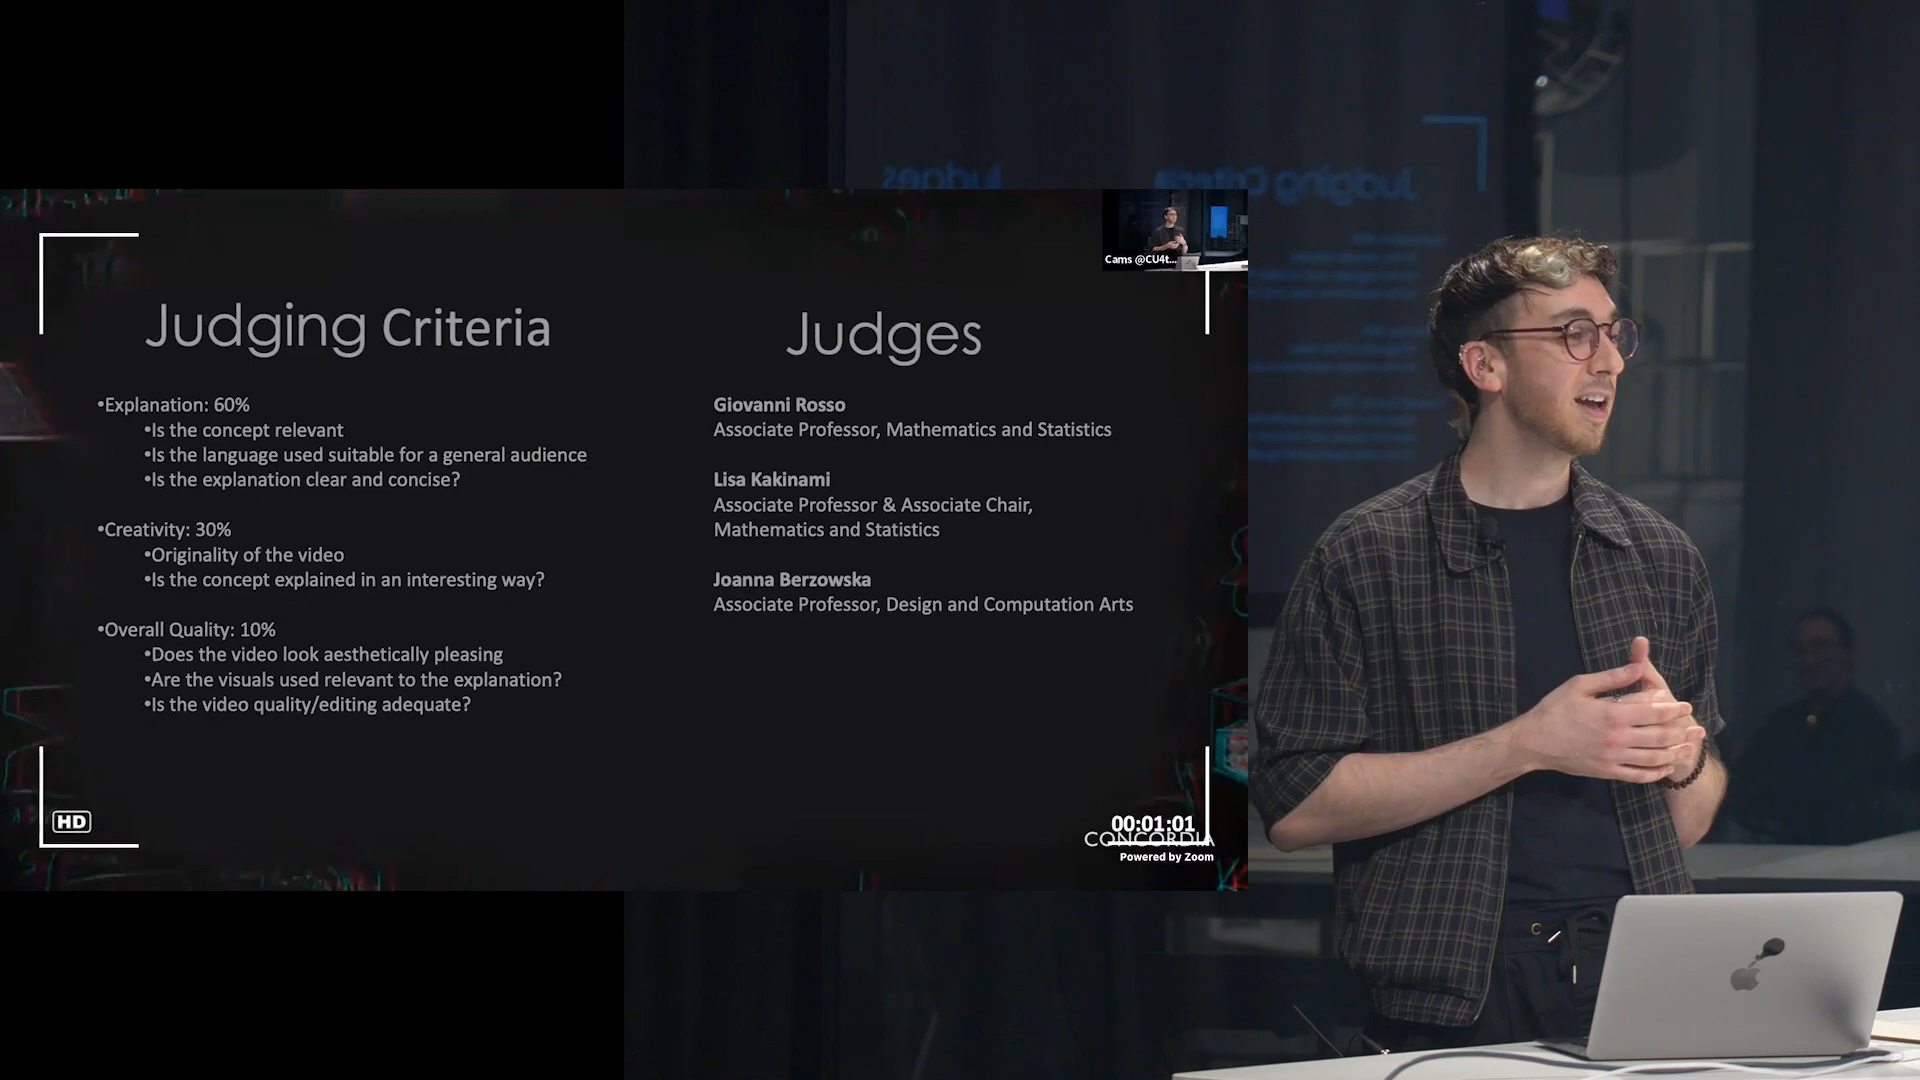 Judges
Judging Criteria
Cams @CU4t...
Judging Criteria
•Explanation: 60%
•Is the concept relevant
•Is the language used suitable for a general audience
•Is the explanation clear and concise?
•Creativity: 30%
•Originality of the video
•Is the concept explained in an interesting way?
•Overall Quality: 10%
•Does the video look aesthetically pleasing
•Are the visuals used relevant to the explanation?
•Is the video quality/editing adequate?
Judges
Giovanni Rosso
Associate Professor, Mathematics and Statistics
Lisa Kakinami
Associate Professor & Associate Chair,
Mathematics and Statistics
Joanna Berzowska
Associate Professor, Design and Computation Arts
HD
00:01:01
CONCORDIA
Powered by Zoom